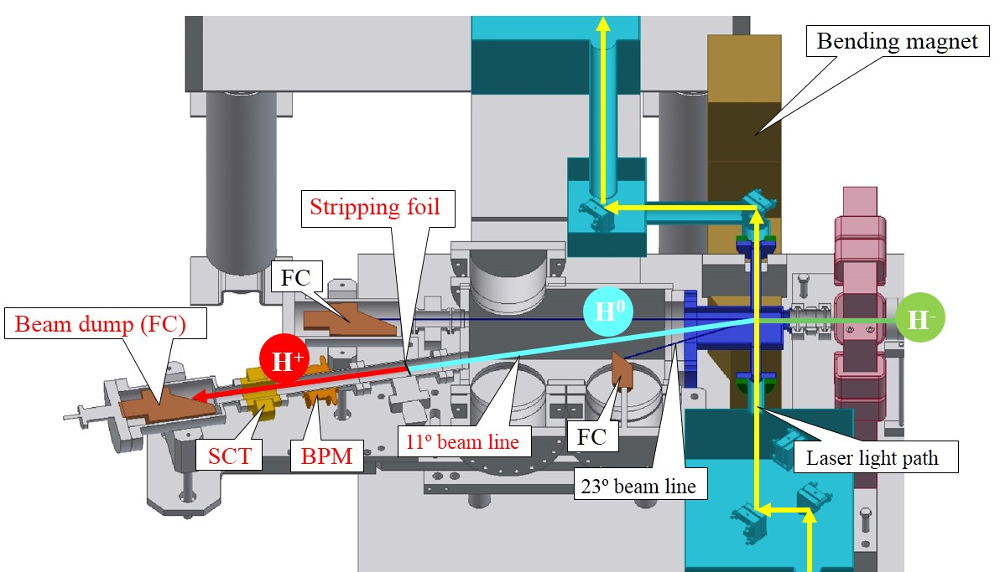 Bending magnet
Stripping foil
FC
H⁰
H⁻
Beam dump (FC)
H⁺
SCT
BPM
11º beam line
FC
Laser light path
23º beam line